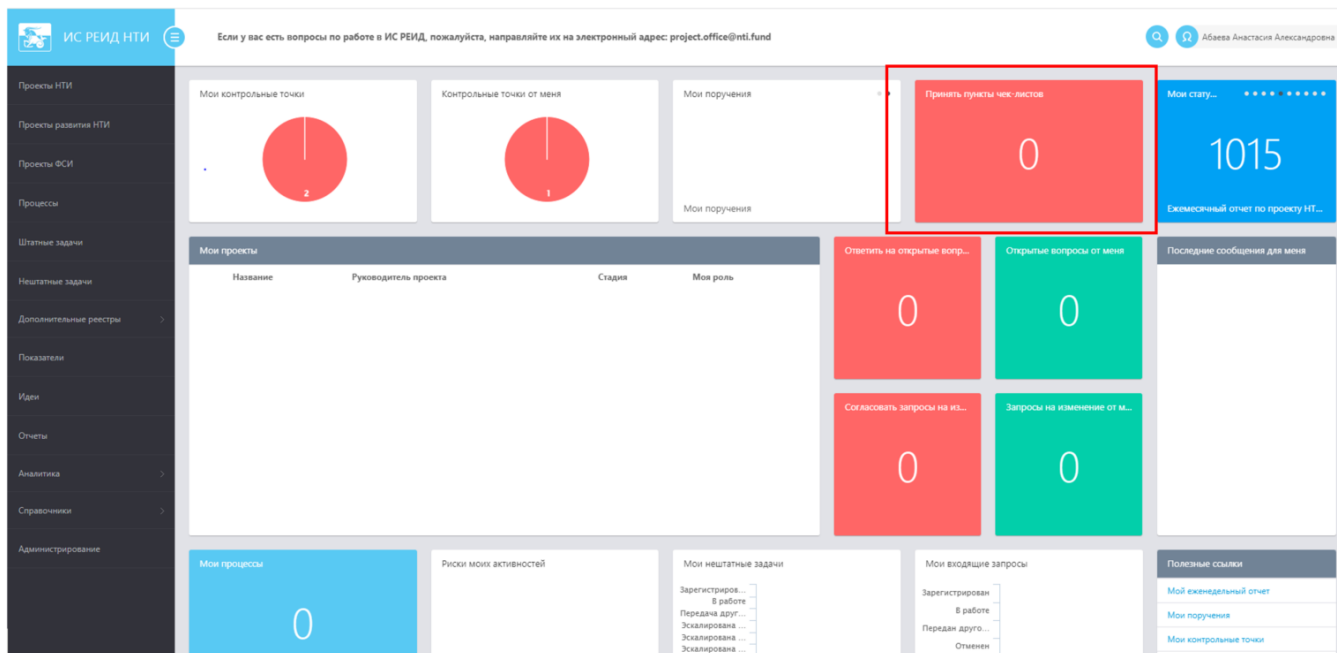 ИС РЕИД НТИ
Если у вас есть вопросы по работе в ИС РЕИД, пожалуйста, направляйте их на электронный адрес: project.office@nti.fund
Абаева Анастасия Александровна
Проекты НТИ
Проекты развития НТИ
Проекты ФСИ
Процессы
Штатные задачи
Нештатные задачи
Дополнительные реестры
Показатели
Идеи
Отчеты
Аналитика
Справочники
Администрирование
Мои контрольные точки
2
Контрольные точки от меня
1
Мои поручения
Мои поручения
Принять пункты чек-листов
0
Мои стату...
1015
Ежемесячный отчет по проекту НТ...
Мои проекты
Название Руководитель проекта Стадия Моя роль
Ответить на открытые вопр...
0
Открытые вопросы от меня
0
Последние сообщения для меня
Согласовать запросы на из...
0
Запросы на изменение от м...
0
Мои процессы
0
Риски моих активностей
Мои нештатные задачи
Зарегистриров...
В работе
Передача друг...
Эскалирована ...
Эскалирована ...
Эскалирована ...
Мои входящие запросы
Зарегистрирован
В работе
Передан друго...
Отменен
Полезные ссылки
Мой еженедельный отчет
Мои поручения
Мои контрольные точки